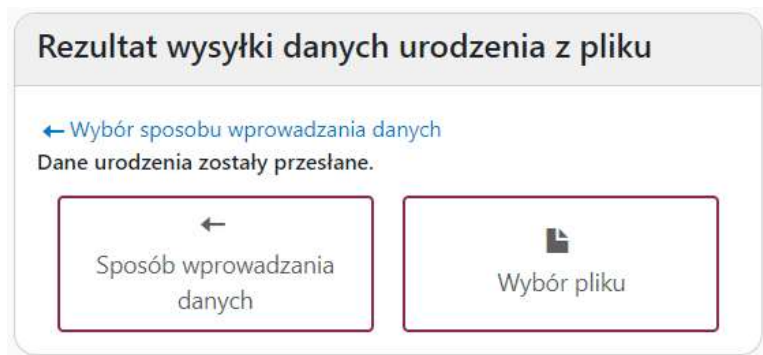 Rezultat wysyłki danych urodzenia z pliku
← Wybór sposobu wprowadzania danych
Dane urodzenia zostały przesłane.
←
Sposób wprowadzania
danych
Wybór pliku